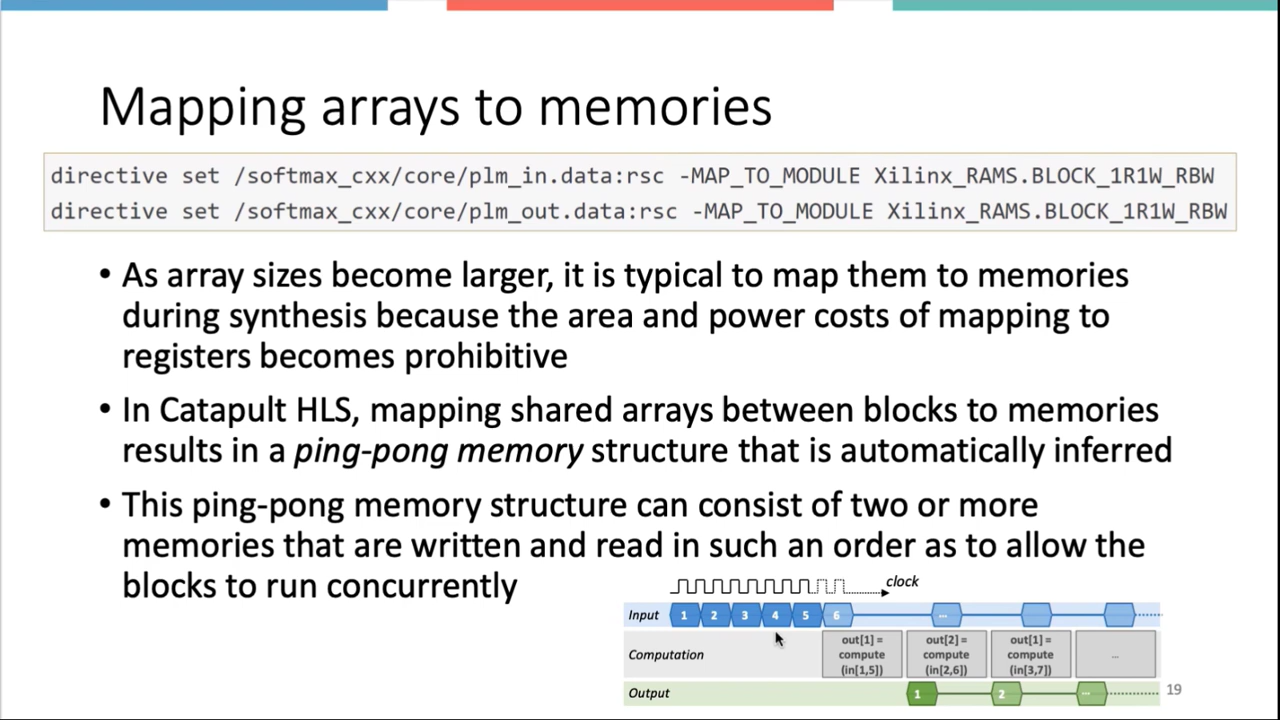 Mapping arrays to memories
directive set /softmax_cxx/core/plm_in.data:rsc -MAP_TO_MODULE Xilinx_RAMS.BLOCK_1R1W_RBW
directive set /softmax_cxx/core/plm_out.data:rsc -MAP_TO_MODULE Xilinx_RAMS.BLOCK_1R1W_RBW
• As array sizes become larger, it is typical to map them to memories
during synthesis because the area and power costs of mapping to
registers becomes prohibitive
• In Catapult HLS, mapping shared arrays between blocks to memories
results in a ping-pong memory structure that is automatically inferred
• This ping-pong memory structure can consist of two or more
memories that are written and read in such an order as to allow the
blocks to run concurrently
clock
Input 1 2 3 4 5 6 ...
Computation
out[1] =
compute
(in[1,5])
out[2] =
compute
(in[2,6])
out[1] =
compute
(in[3,7])
...
Output 1 2 ...
19